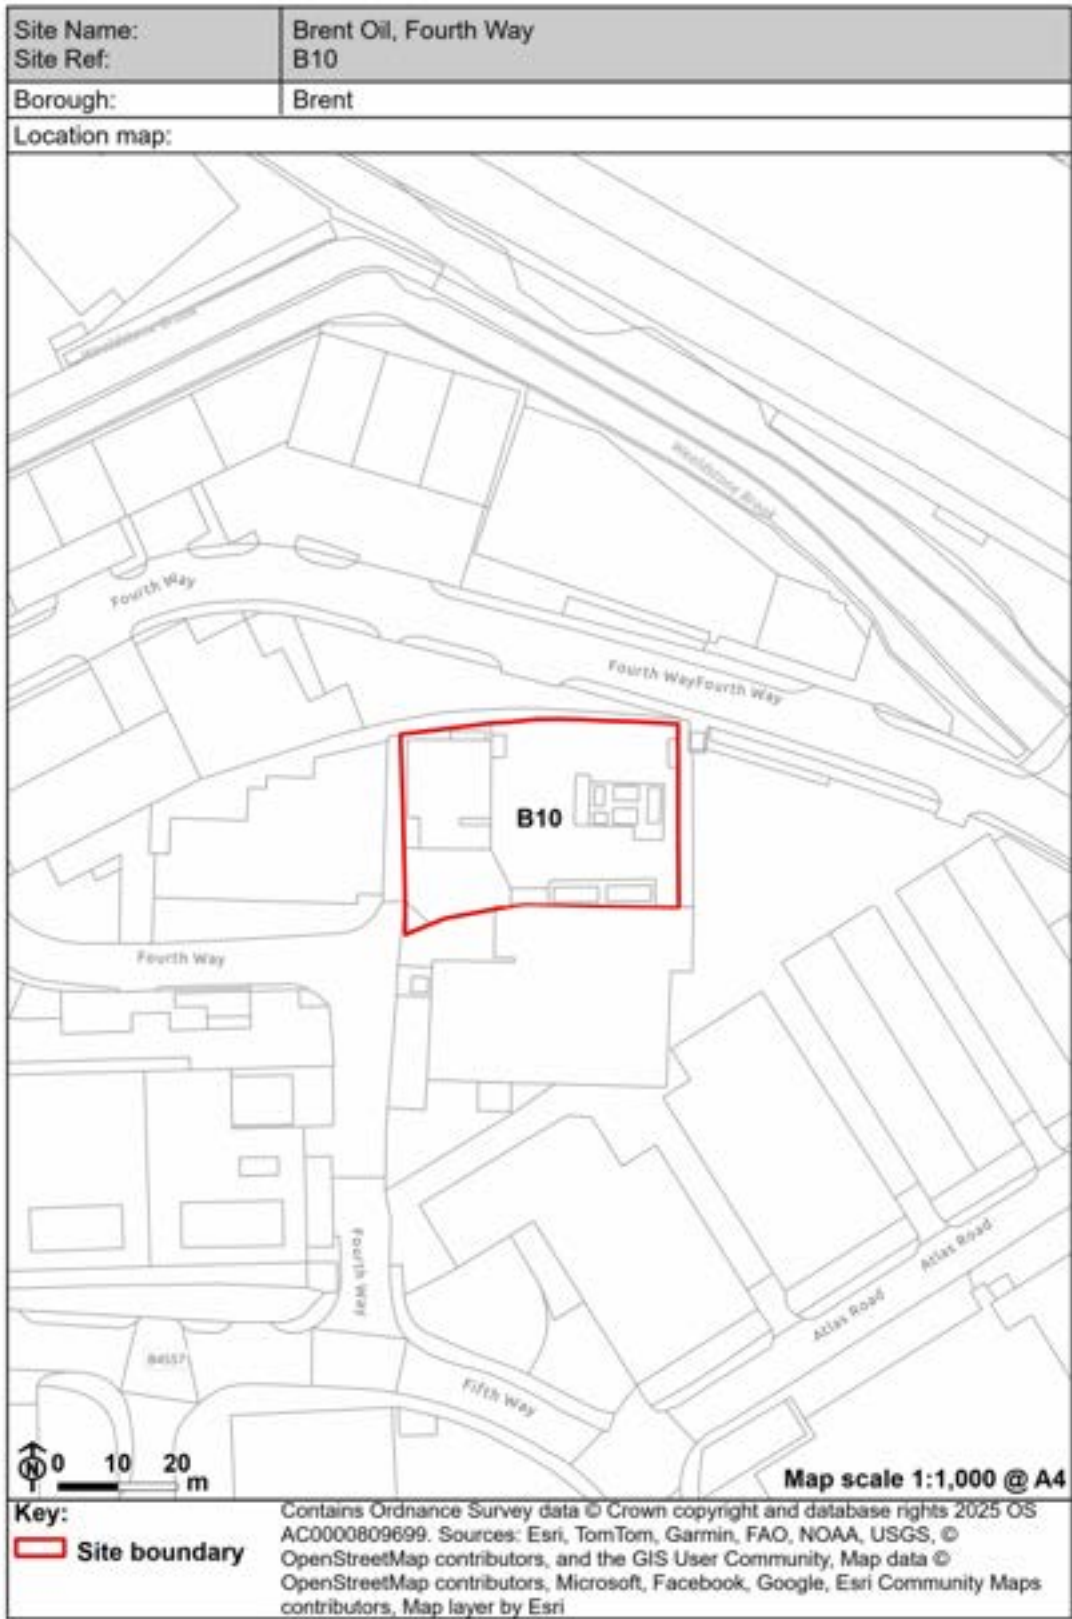 Site Name: Brent Oil, Fourth Way
Site Ref: B10
Borough: Brent
Location map:
Wealdstone Brook
Fourth Way
Fourth WayFourth Way
B10
Fourth Way
Fourth Way
Atlas Road
Atlas Road
Fifth Way
N 0 10 20 m
Map scale 1:1,000 @ A4
Key:
Site boundary
Contains Ordnance Survey data © Crown copyright and database rights 2025 OS
AC0000809699. Sources: Esri, TomTom, Garmin, FAO, NOAA, USGS, ©
OpenStreetMap contributors, and the GIS User Community, Map data ©
OpenStreetMap contributors, Microsoft, Facebook, Google, Esri Community Maps
contributors, Map layer by Esri